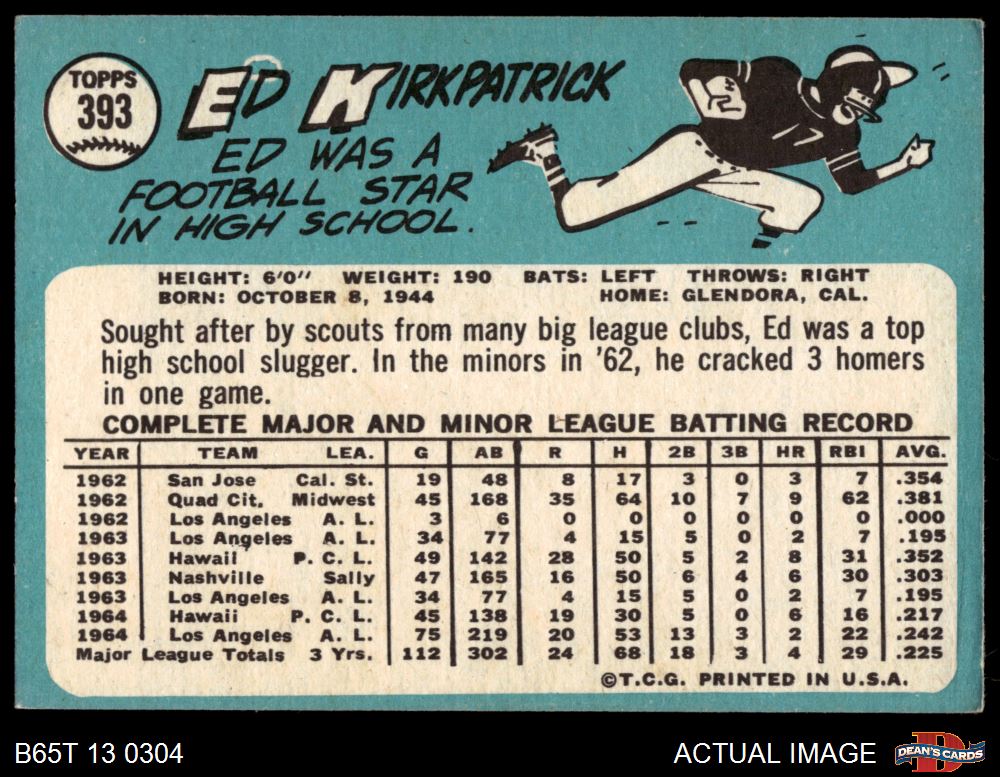 TOPPS
393
ED KIRKPATRICK
ED WAS A
FOOTBALL STAR
IN HIGH SCHOOL.
17
HEIGHT: 6'0" WEIGHT: 190 BATS: LEFT THROWS: RIGHT
BORN: OCTOBER 8, 1944 HOME: GLENDORA, CAL.
Sought after by scouts from many big league clubs, Ed was a top
high school slugger. In the minors in '62, he cracked 3 homers
in one game.
COMPLETE MAJOR AND MINOR LEAGUE BATTING RECORD
YEAR TEAM LEA. G AB R H 2B 3B HR RBI AVG.
1962 San Jose Cal. St. 19 48 8 17 3 0 3 7 .354
1962 Quad Cit. Midwest 45 168 35 64 10 7 9 62 .381
1962 Los Angeles A. L. 3 6 0 0 0 0 0 0 .000
1963 Los Angeles A. L. 34 77 4 15 5 0 2 7 .195
1963 Hawaii P. C. L. 49 142 28 50 5 2 8 31 .352
1963 Nashville Sally 47 165 16 50 6 4 6 30 .303
1963 Los Angeles A. L. 34 77 4 15 5 0 2 7 .195
1964 Hawaii P. C. L. 45 138 19 30 5 0 6 16 .217
1964 Los Angeles A. L. 75 219 20 53 13 3 2 22 .242
Major League Totals 3 Yrs. 112 302 24 68 18 3 4 29 .225
©T.C.G. PRINTED IN U.S.A.
B65T 13 0304 ACTUAL IMAGE D DEAN'S CARDS